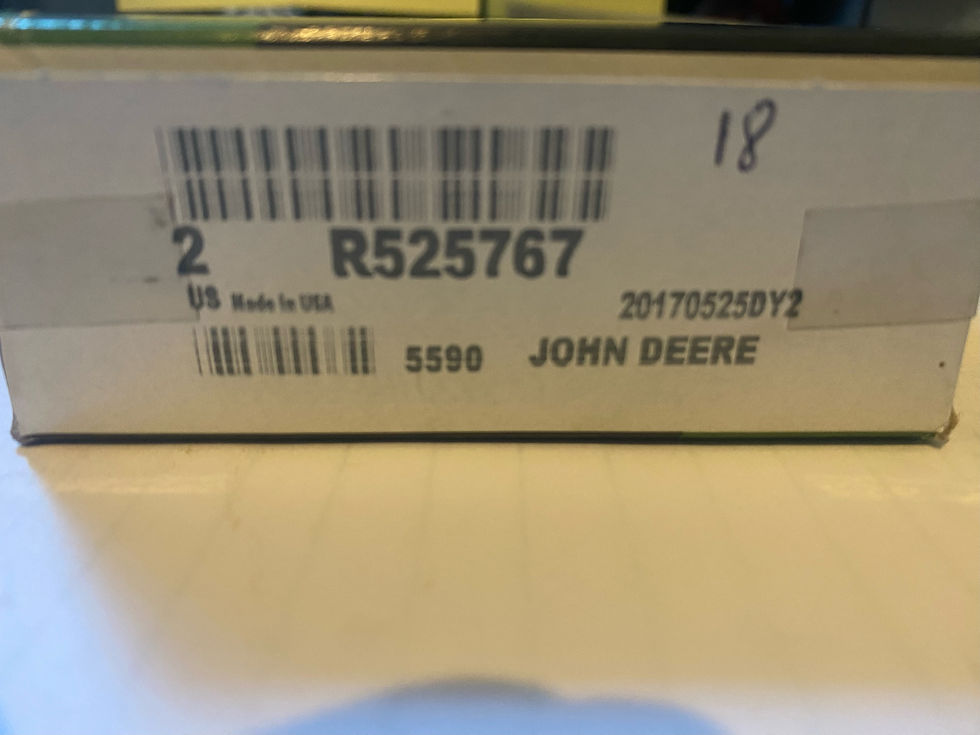 18
2 R525767
US Made In USA 20170525DY2
5590 JOHN DEERE